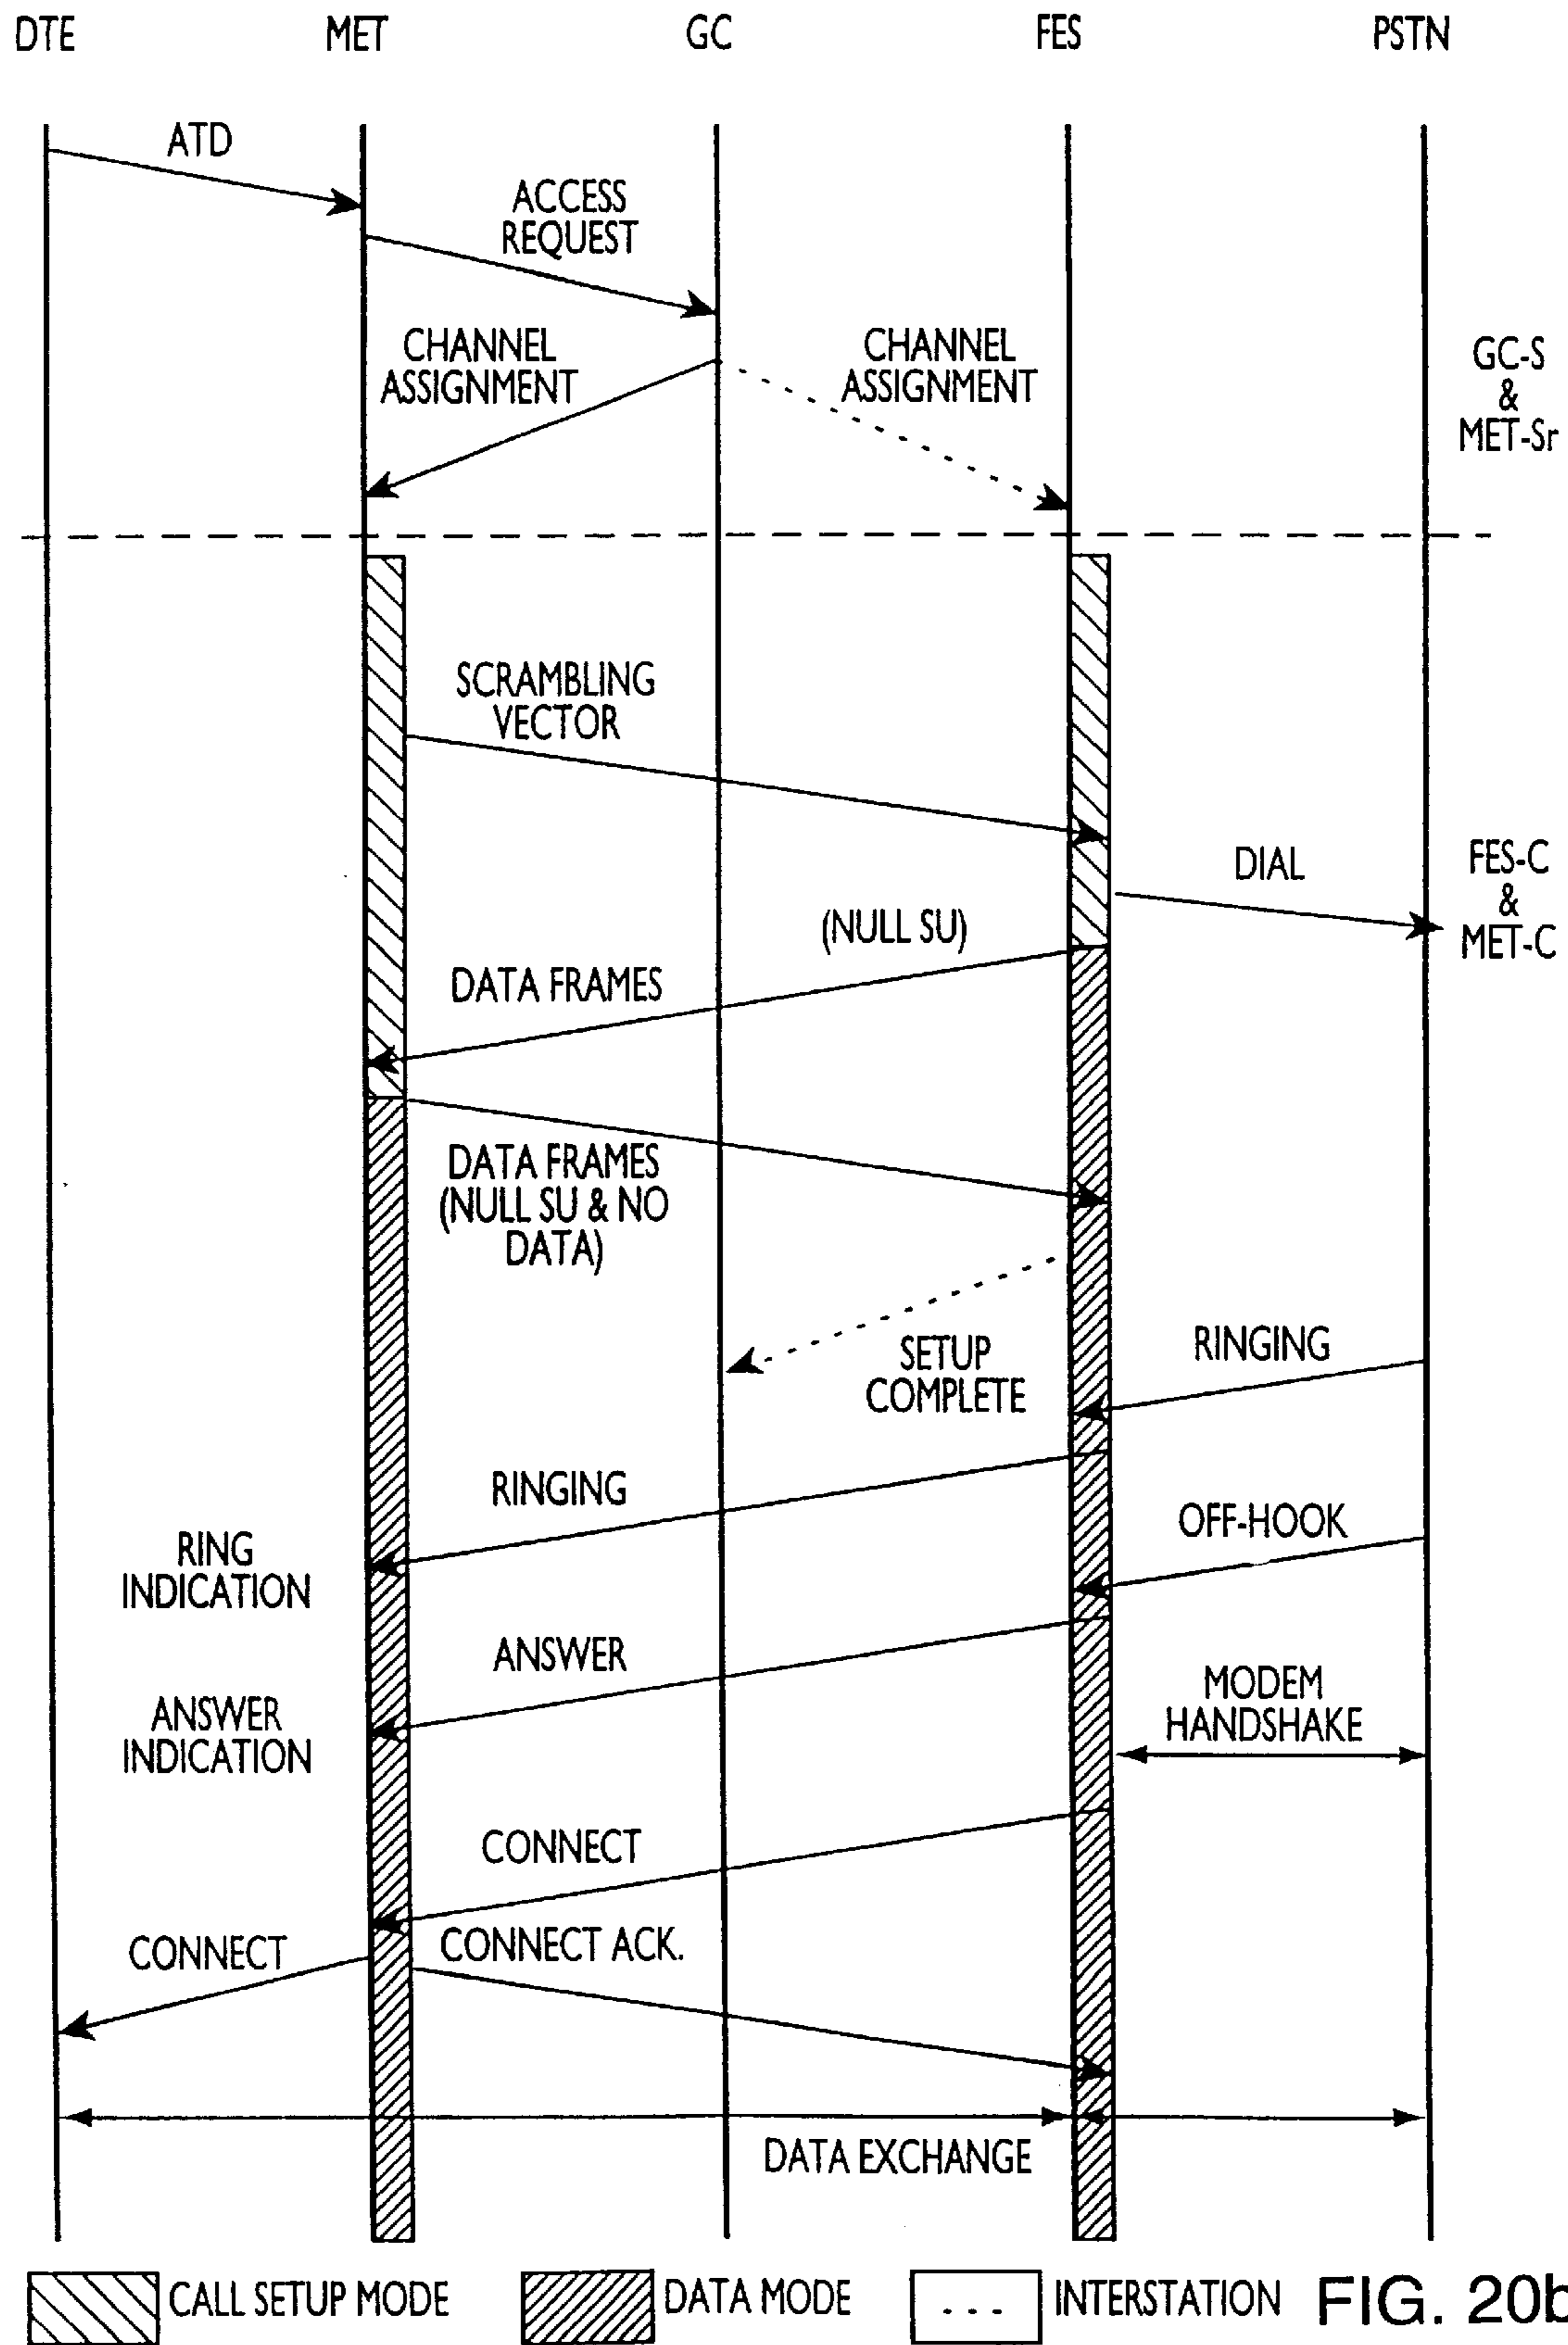 DTE
MET
GC
FES
PSTN
ATD
ACCESS
REQUEST
CHANNEL
ASSIGNMENT
CHANNEL
ASSIGNMENT
GC-S
&
MET-Sr
SCRAMBLING
VECTOR
DIAL
FES-C
&
MET-C
(NULL SU)
DATA FRAMES
DATA FRAMES
(NULL SU & NO
DATA)
SETUP
COMPLETE
RINGING
RINGING
RING
INDICATION
OFF-HOOK
ANSWER
ANSWER
INDICATION
MODEM
HANDSHAKE
CONNECT
CONNECT
CONNECT ACK.
DATA EXCHANGE
CALL SETUP MODE
DATA MODE
INTERSTATION
FIG. 20b